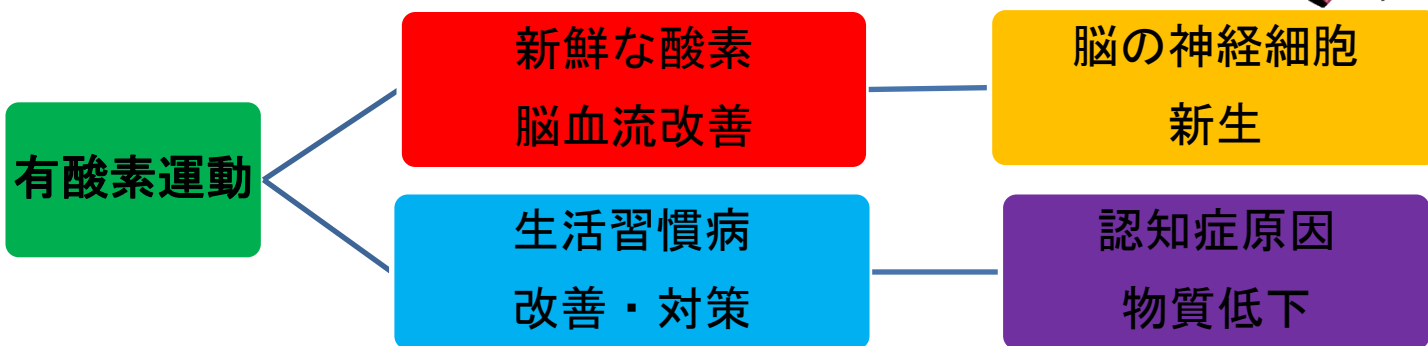 有酸素運動
新鮮な酸素
脳血流改善
脳の神経細胞
新生
生活習慣病
改善・対策
認知症原因
物質低下